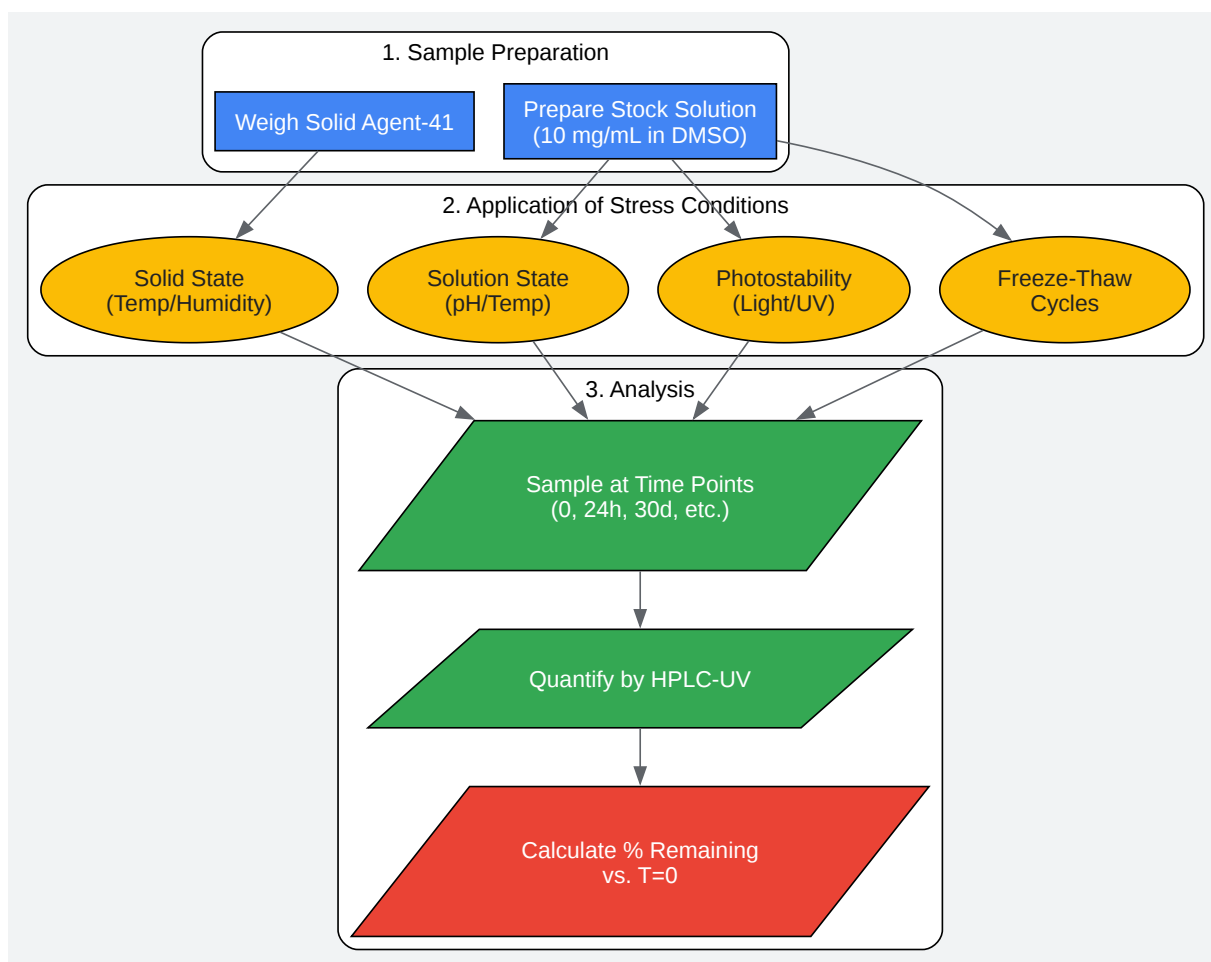 1. Sample Preparation
Weigh Solid Agent-41
Prepare Stock Solution
(10 mg/mL in DMSO)
2. Application of Stress Conditions
Solid State
(Temp/Humidity)
Solution State
(pH/Temp)
Photostability
(Light/UV)
Freeze-Thaw
Cycles
3. Analysis
Sample at Time Points
(0, 24h, 30d, etc.)
Quantify by HPLC-UV
Calculate % Remaining
vs. T=0